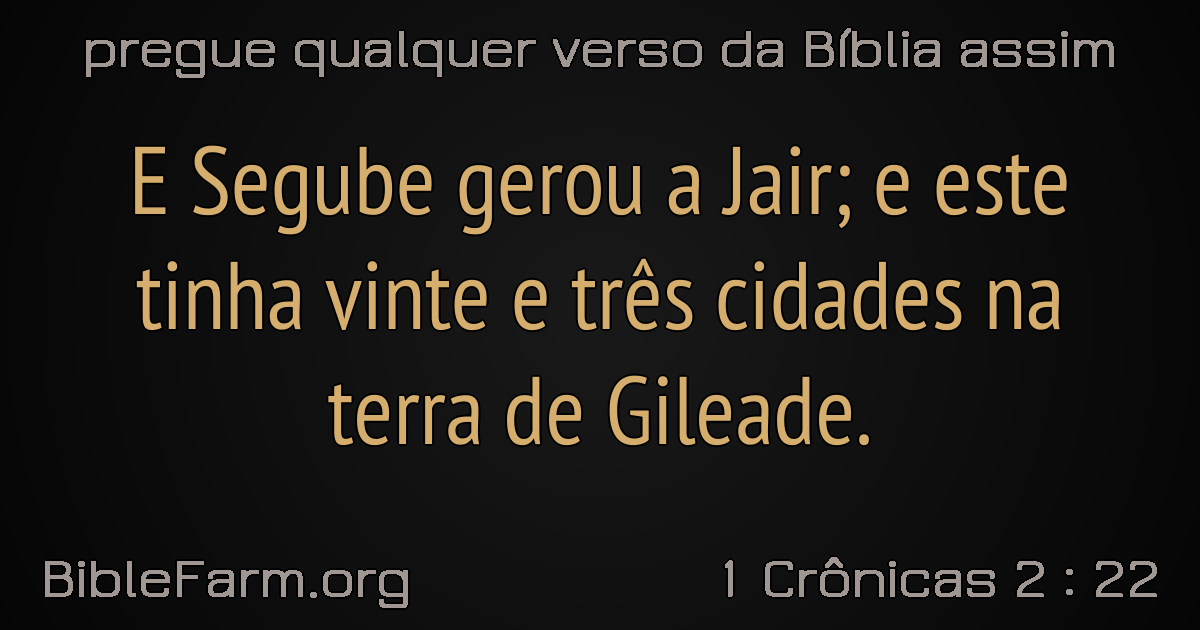 pregue qualquer verso da Bíblia assim
E Segube gerou a Jair; e este
tinha vinte e três cidades na
terra de Gileade.
BibleFarm.org
1 Crônicas 2 : 22